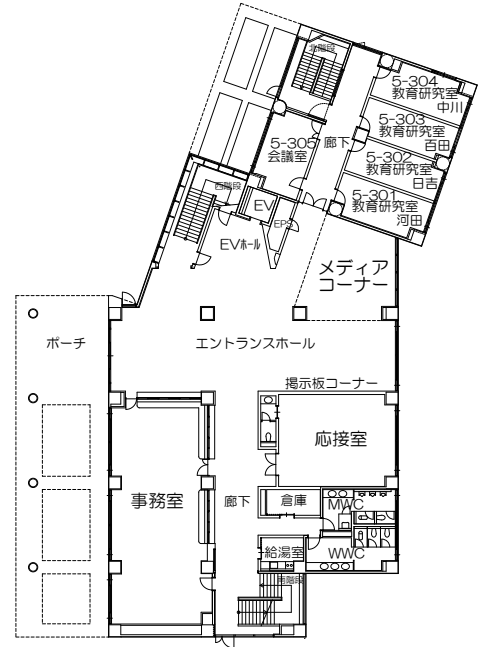 北階段
5-304
教育研究室
中川
5-303
教育研究室
百田
5-302
教育研究室
日吉
5-301
教育研究室
河田
5-305
会議室
廊下
西階段
EV
EPS
EVホール
メディア
コーナー
ポーチ
エントランスホール
掲示板コーナー
応接室
事務室
廊下
倉庫
MWC
給湯室
WWC
南階段